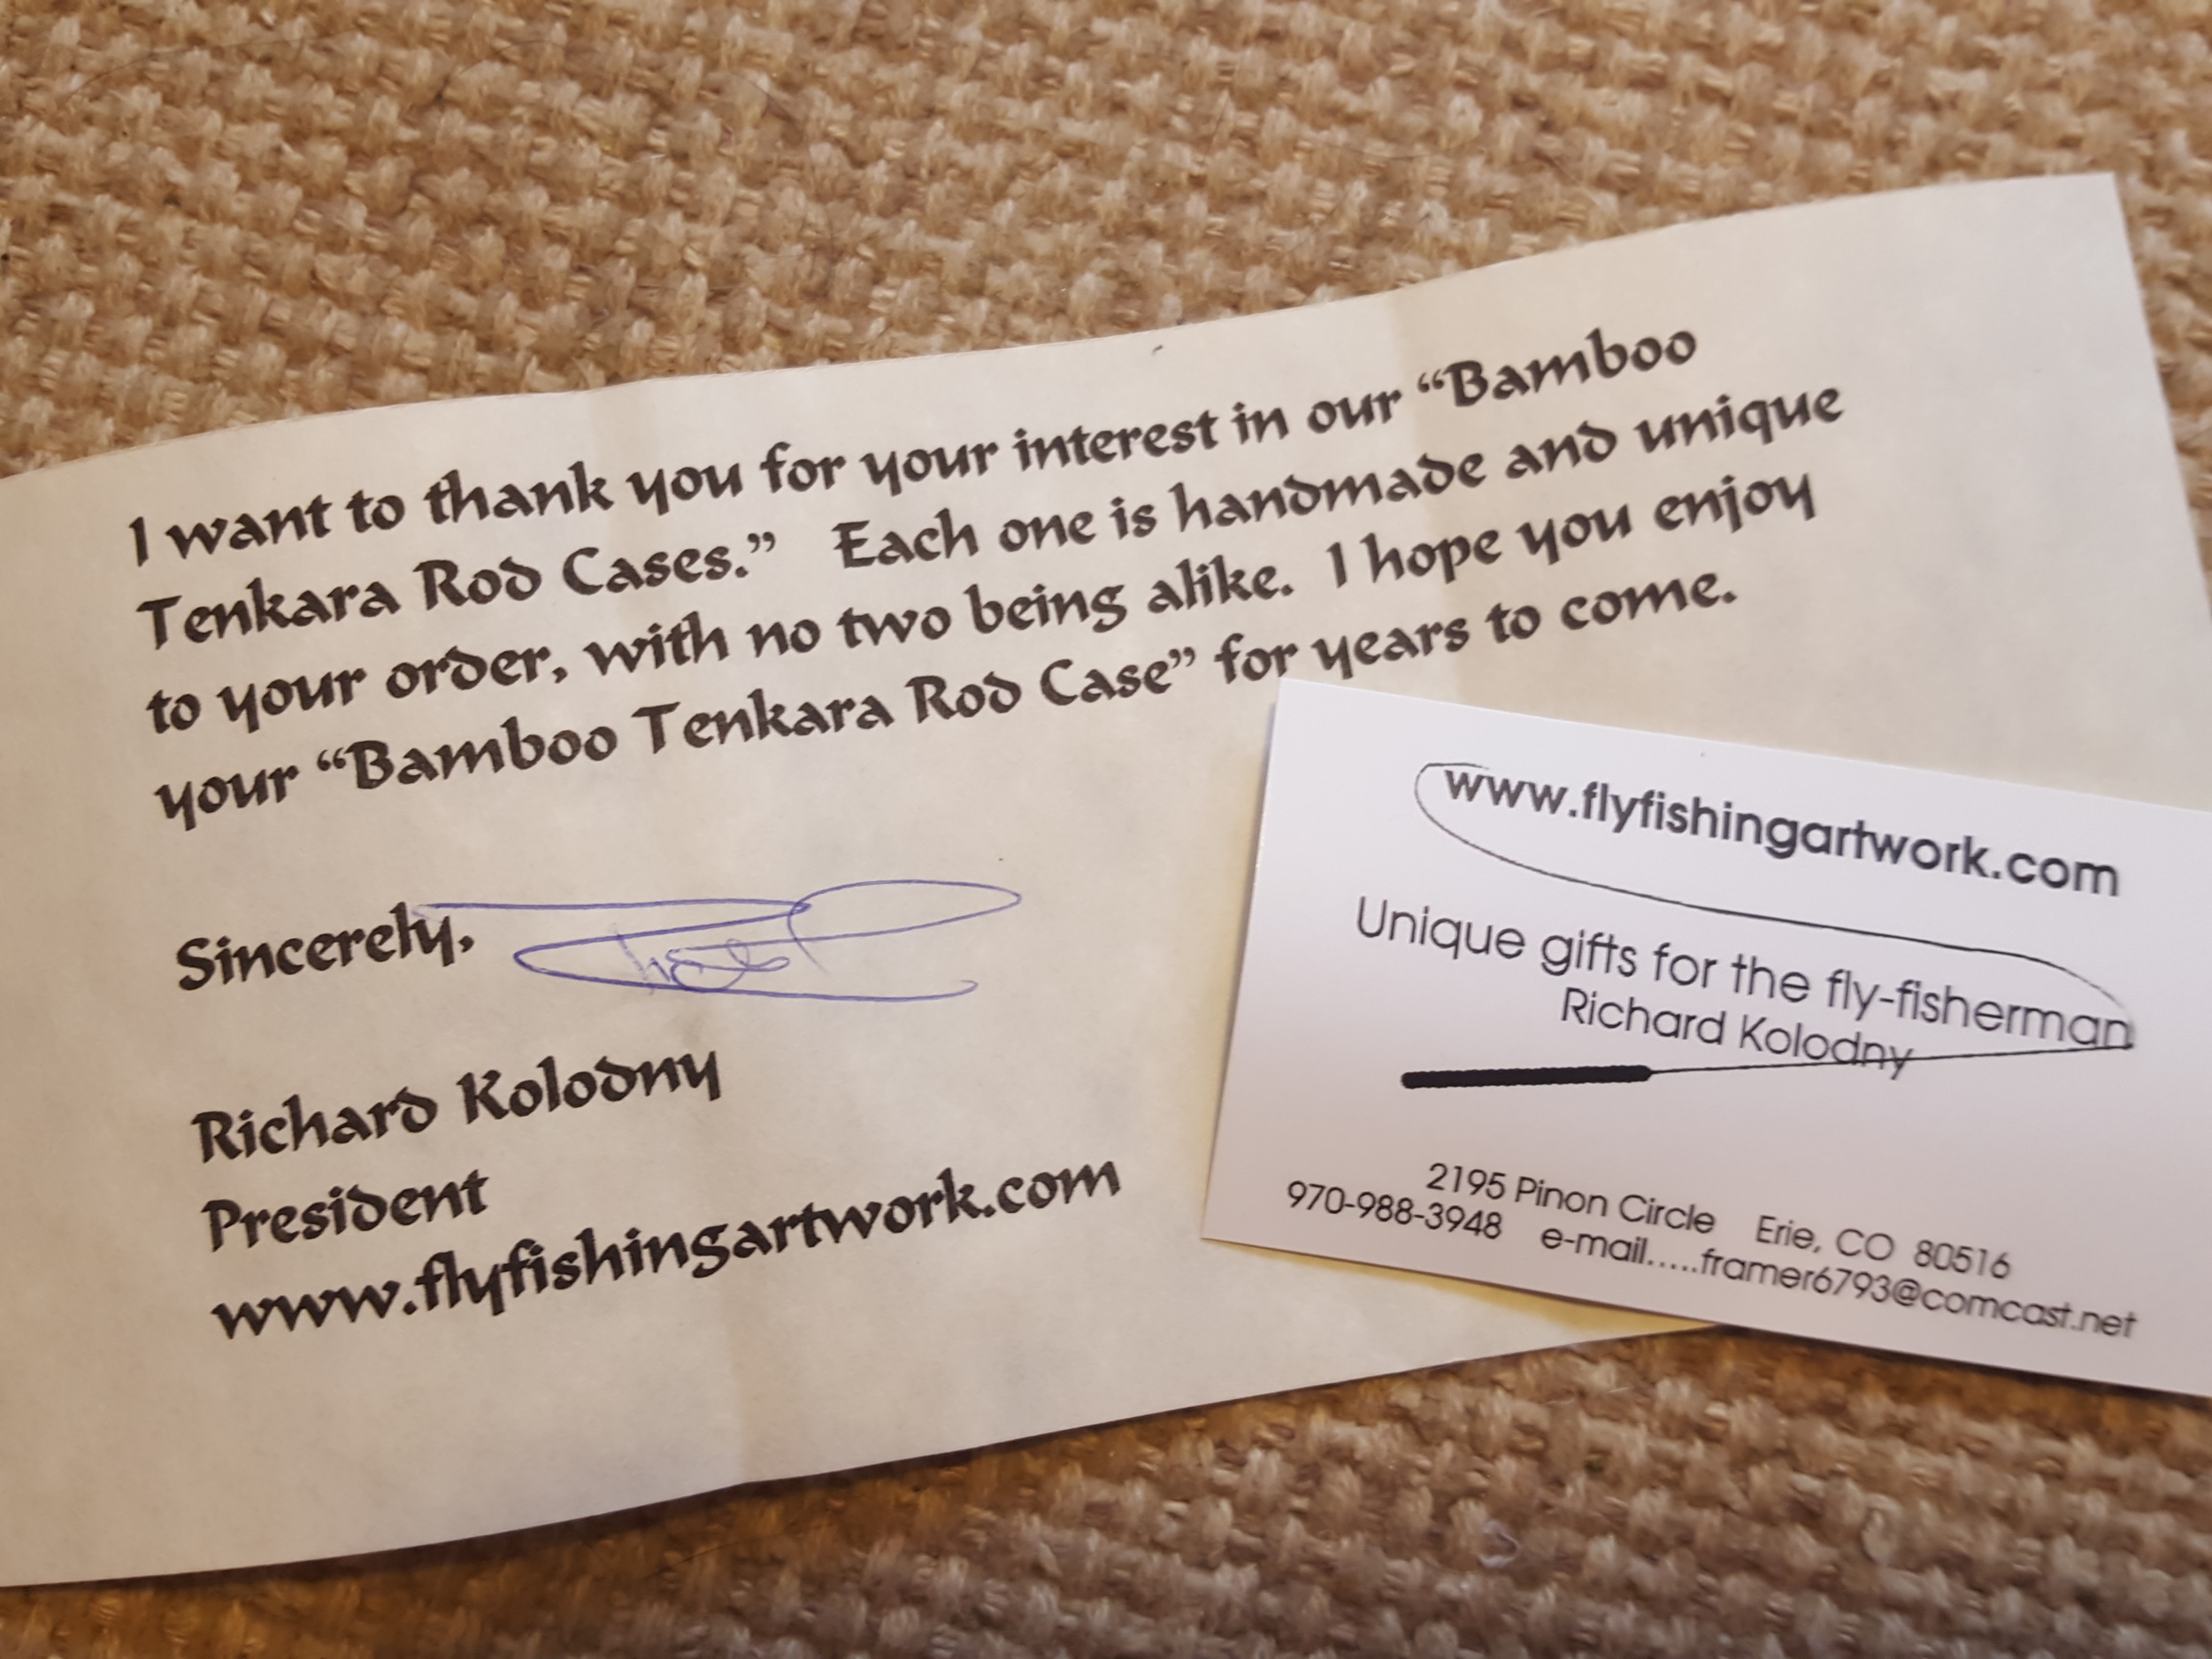 I want to thank you for your interest in our “Bamboo
Tenkara Rod Cases.” Each one is handmade and unique
to your order, with no two being alike. I hope you enjoy
your “Bamboo Tenkara Rod Case” for years to come.
Sincerely,
Richard Kolodny
President
www.flyfishingartwork.com
www.flyfishingartwork.com
Unique gifts for the fly-fisherman
Richard Kolodny
2195 Pinon Circle Erie, CO 80516
970-988-3948 e-mail.....framer6793@comcast.net